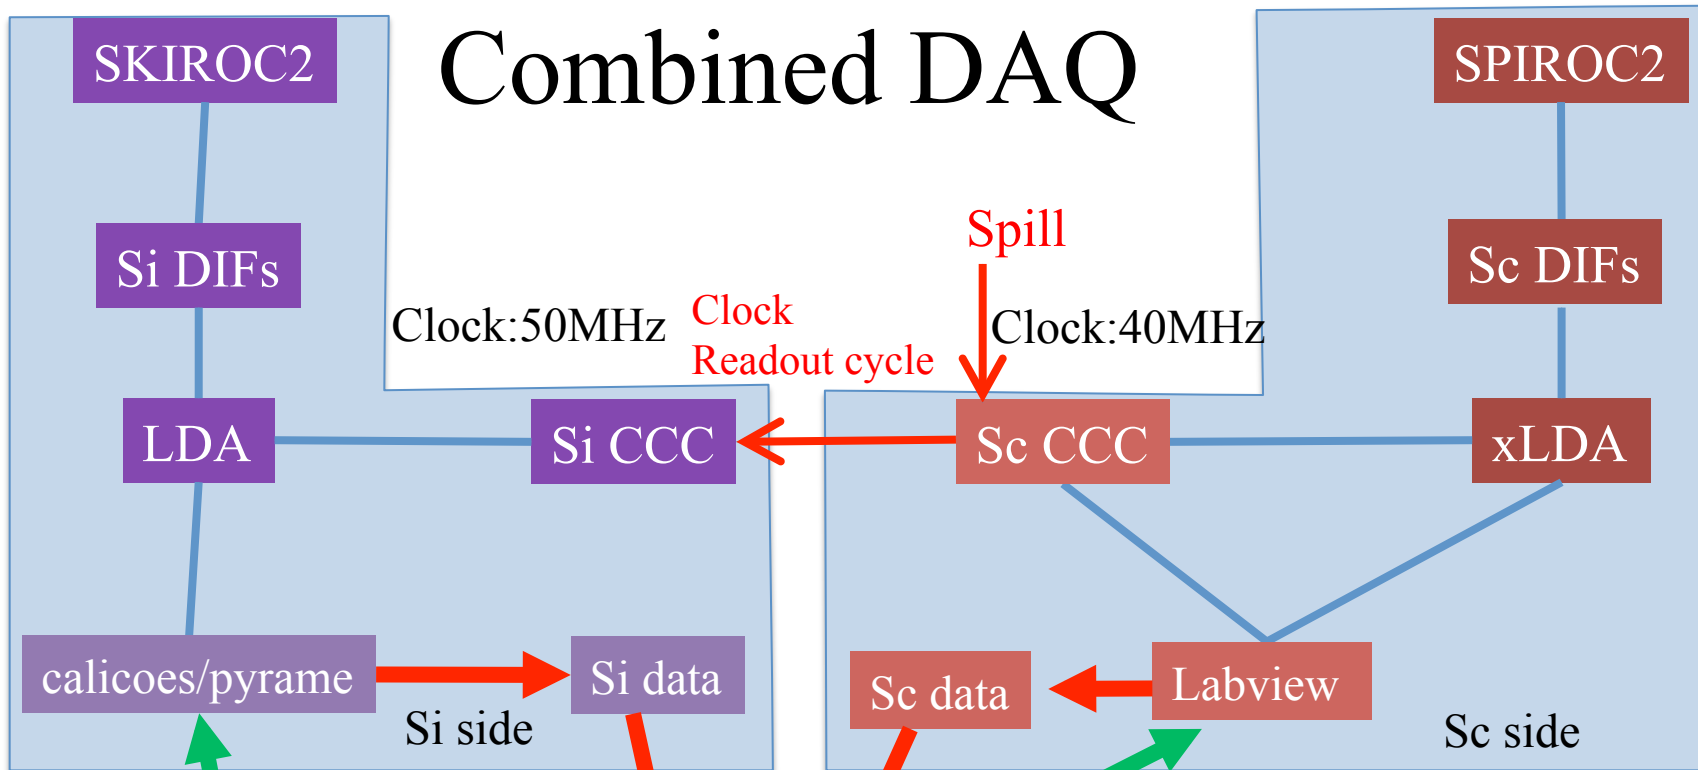 Combined DAQ
SKIROC2
SPIROC2
Si DIFs
Spill
Sc DIFs
Clock:50MHz
Clock
Readout cycle
Clock:40MHz
LDA
Si CCC
Sc CCC
xLDA
calicoes/pyrame
Si data
Sc data
Labview
Si side
Sc side